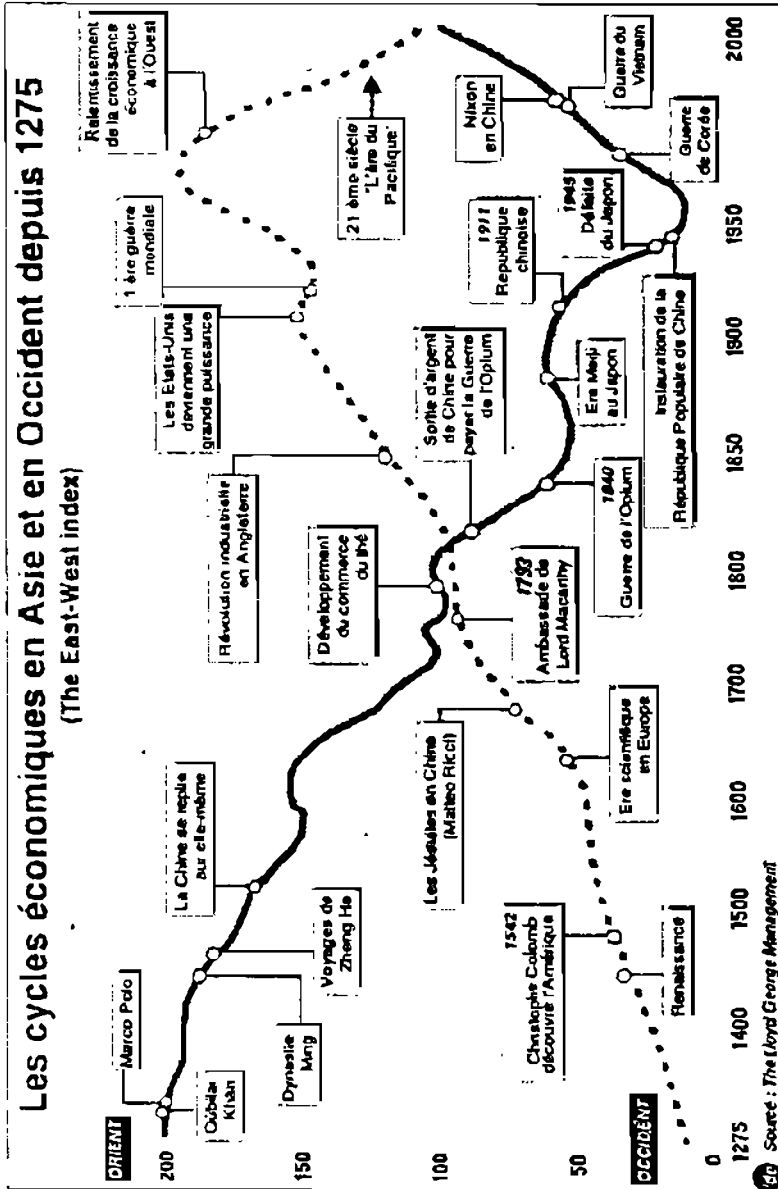 Les cycles économiques en Asie et en Occident depuis 1275
(The East-West index)
ORIENT
200
150
100
50
0
OCCIDENT
1275
1400
1500
1600
1700
1800
1850
1900
1950
2000
Marco Polo
Cübilai
Khan
Dynastie
Ming
Voyages de
Zheng He
La Chine se replie
sur elle-même
Développement
du commerce
du thé
Révolution industrielle
en Angleterre
Les Etats-Unis
deviennent une
grande puissance
1 ère guerre
mondiale
Ralentissement
de la croissance
économique
à l'Ouest
21 ème siècle
"L'ère du
Pacifique"
Nixon
en Chine
Guerre du
Vietnam
Guerre
de Corée
1945
Défaite
du Japon
1911
Republique
chinoise
Instauration de la
République Populaire de Chine
Ere Meiji
au Japon
Sortie d'argent
de Chine pour
payer la Guerre
de l'Opium
1840
Guerre de l'Opium
1793
Ambassade de
Lord Macarthy
Les Jésuites en Chine
(Matteo Ricci)
Ere scientifique
en Europe
1542
Christophe Colomb
découvre l'Amérique
Renaissance
Source : The Lloyd George Management